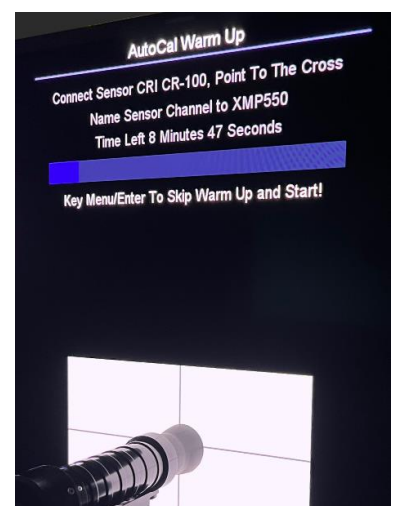 AutoCal Warm Up
Connect Sensor CRI CR-100, Point To The Cross
Name Sensor Channel to XMP550
Time Left 8 Minutes 47 Seconds
Key Menu/Enter To Skip Warm Up and Start!